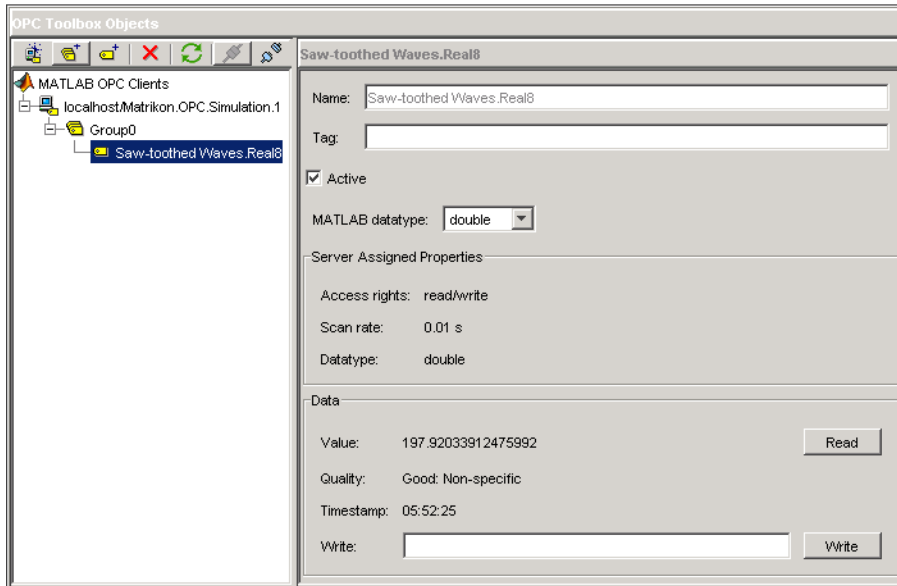 OPC Toolbox Objects
Saw-toothed Waves.Real8
MATLAB OPC Clients
localhost/Matrikon.OPC.Simulation.1
Group0
Saw-toothed Waves.Real8
Name: Saw-toothed Waves.Real8
Tag:
Active
MATLAB datatype: double
Server Assigned Properties
Access rights: read/write
Scan rate: 0.01 s
Datatype: double
Data
Value: 197.92033912475992 Read
Quality: Good: Non-specific
Timestamp: 05:52:25
Write: Write